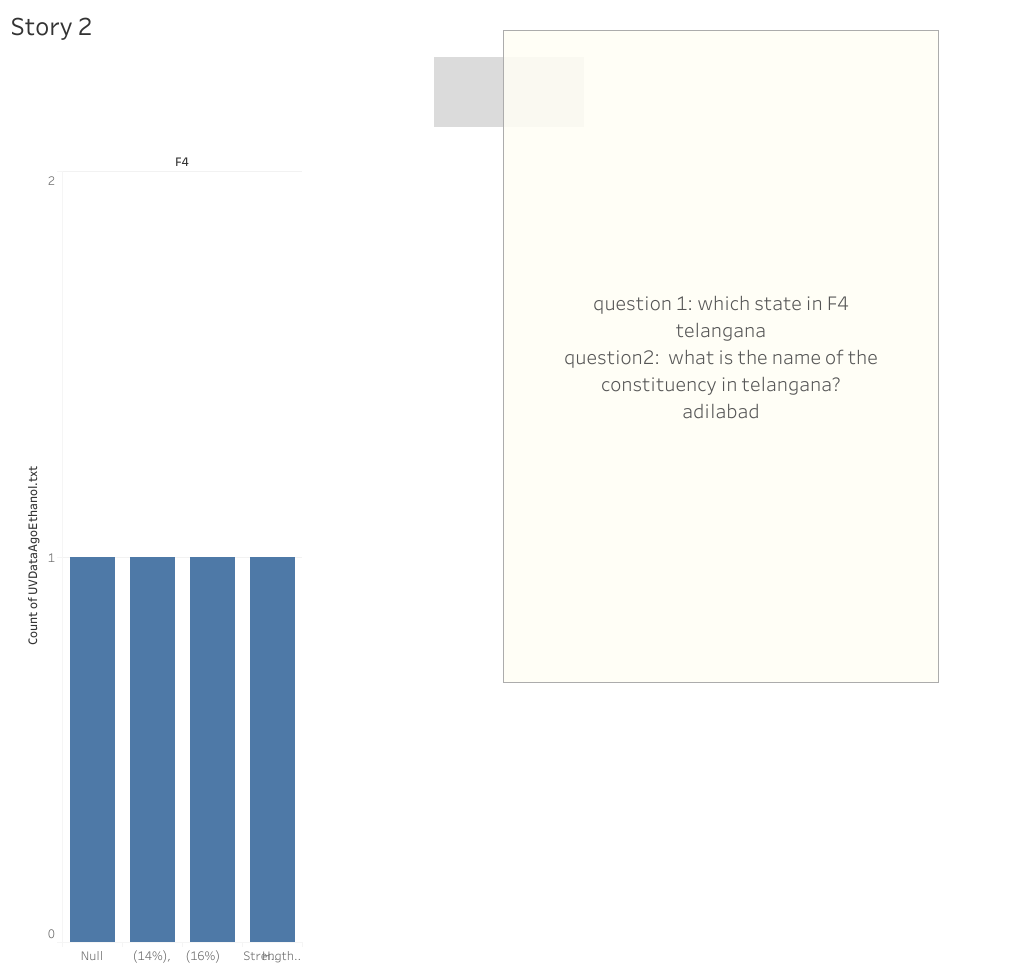 Story 2
F4
2
1
0
Count of UVDataAgoEthanol.txt
Null
(14%),
(16%)
question 1: which state in F4
telangana
question2:  what is the name of the
constituency in telangana?
adilabad